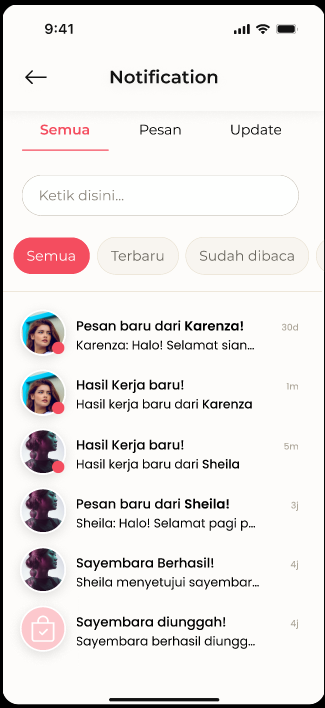 9:41
Notification
Semua Pesan Update
Ketik disini...
Semua Terbaru Sudah dibaca
Pesan baru dari Karenza! 30d
Karenza: Halo! Selamat sian...
Hasil Kerja baru! 1m
Hasil kerja baru dari Karenza
Hasil Kerja baru! 5m
Hasil kerja baru dari Sheila
Pesan baru dari Sheila! 3j
Sheila: Halo! Selamat pagi p...
Sayembara Berhasil! 4j
Sheila menyetujui sayembar...
Sayembara diunggah! 4j
Sayembara berhasil diungg...